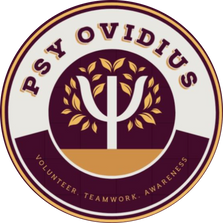 PSY OVIDIUS
VOLUNTEER. TEAMWORK. AWARENESS